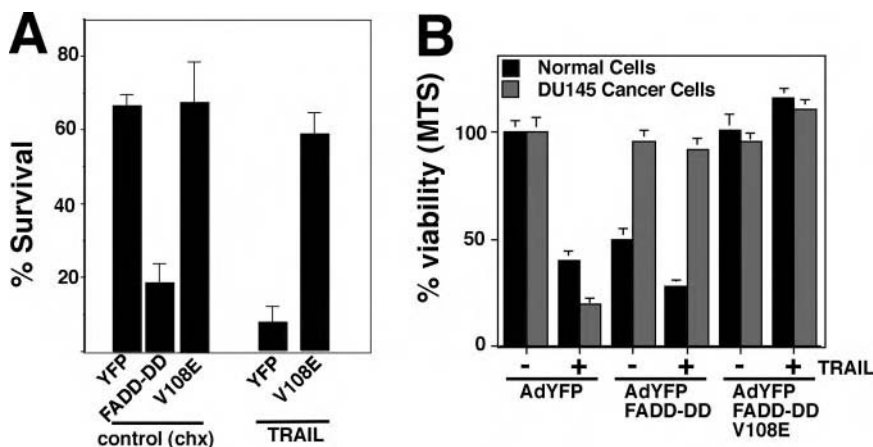 A
% Survival
80
60
40
20
YFP
FADD-DD
V108E
YFP
V108E
control (chx)
TRAIL
B
% viability (MTS)
100
50
0
Normal Cells
DU145 Cancer Cells
- + - + - + TRAIL
AdYFP
AdYFP
FADD-DD
AdYFP
FADD-DD
V108E